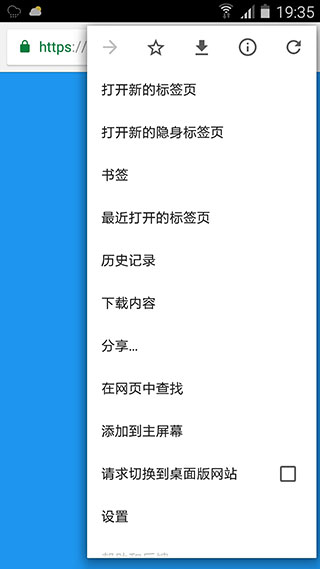 19:35
https://
打开新的标签页
打开新的隐身标签页
书签
最近打开的标签页
历史记录
下载内容
分享...
在网页中查找
添加到主屏幕
请求切换到桌面版网站
设置